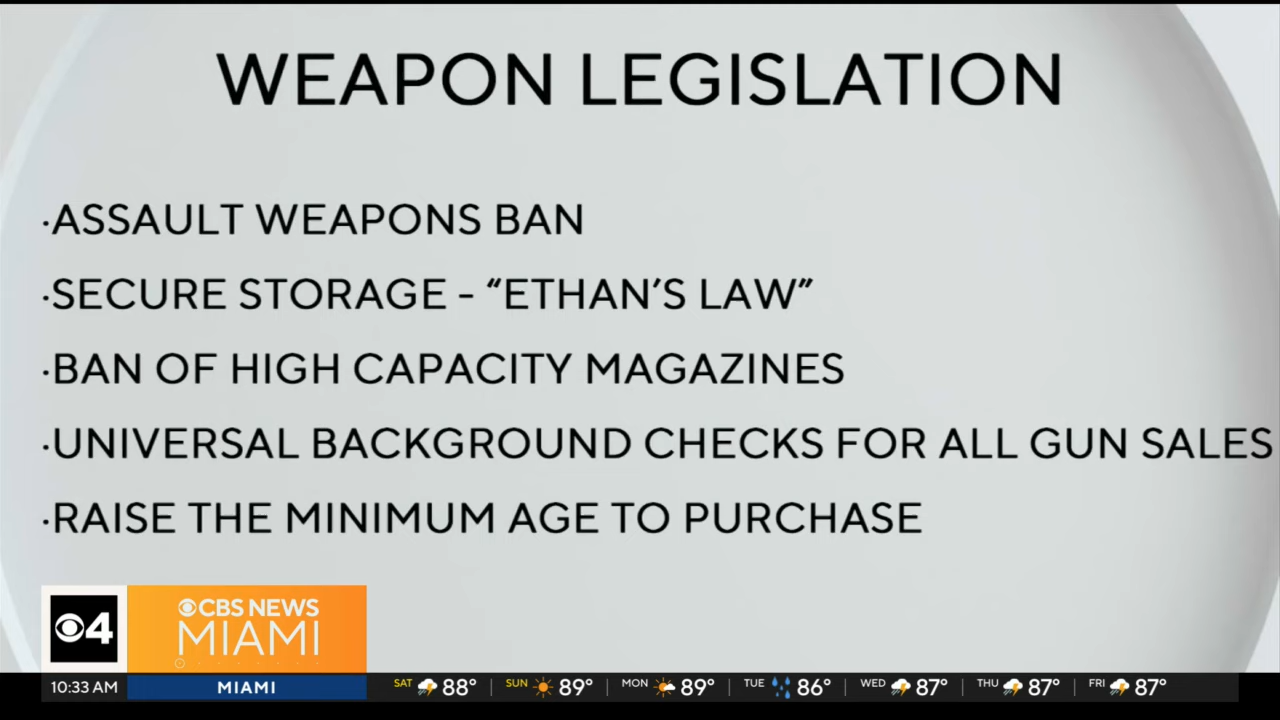 WEAPON LEGISLATION
·ASSAULT WEAPONS BAN
·SECURE STORAGE - “ETHAN’S LAW”
·BAN OF HIGH CAPACITY MAGAZINES
·UNIVERSAL BACKGROUND CHECKS FOR ALL GUN SALES
·RAISE THE MINIMUM AGE TO PURCHASE
4
CBS NEWS
MIAMI
10:33 AM MIAMI SAT 88° SUN 89° MON 89° TUE 86° WED 87° THU 87° FRI 87°